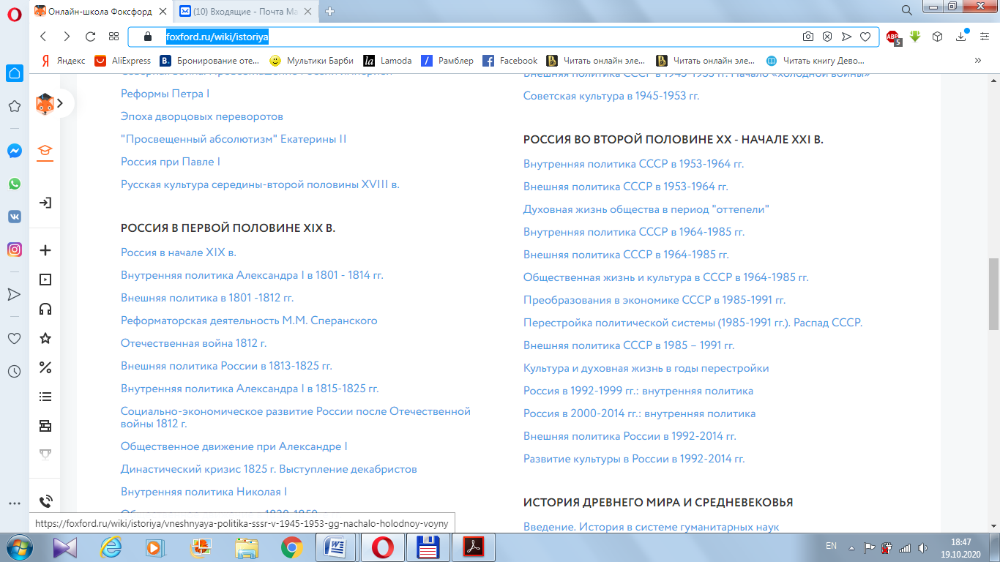 Онлайн-школа Фоксфорд
(10) Входящие - Почта Ma
foxford.ru/wiki/istoriya
ABP
5
Яндекс
AliExpress
B.
Бронирование оте...
Мультики Барби
la
Lamoda
Рамблер
Facebook
Читать онлайн эле...
Читать онлайн эле...
Читать книгу Дево...
»
Реформы Петра I
Эпоха дворцовых переворотов
"Просвещенный абсолютизм" Екатерины II
Россия при Павле I
Русская культура середины-второй половины XVIII в.
РОССИЯ В ПЕРВОЙ ПОЛОВИНЕ XIX В.
Россия в начале XIX в.
Внутренняя политика Александра I в 1801 - 1814 гг.
Внешняя политика в 1801 -1812 гг.
Реформаторская деятельность М.М. Сперанского
Отечественная война 1812 г.
Внешняя политика России в 1813-1825 гг.
Внутренняя политика Александра I в 1815-1825 гг.
Социально-экономическое развитие России после Отечественной
войны 1812 г.
Общественное движение при Александре I
Династический кризис 1825 г. Выступление декабристов
Внутренняя политика Николая I
Внешняя политика СССР в 1945-1953 гг. Начало «холодной войны»
Советская культура в 1945-1953 гг.
РОССИЯ ВО ВТОРОЙ ПОЛОВИНЕ XX - НАЧАЛЕ XXI В.
Внутренняя политика СССР в 1953-1964 гг.
Внешняя политика СССР в 1953-1964 гг.
Духовная жизнь общества в период "оттепели"
Внутренняя политика СССР в 1964-1985 гг.
Внешняя политика СССР в 1964-1985 гг.
Общественная жизнь и культура в СССР в 1964-1985 гг.
Преобразования в экономике СССР в 1985-1991 гг.
Перестройка политической системы (1985-1991 гг.). Распад СССР.
Внешняя политика СССР в 1985 – 1991 гг.
Культура и духовная жизнь в годы перестройки
Россия в 1992-1999 гг.: внутренняя политика
Россия в 2000-2014 гг.: внутренняя политика
Внешняя политика России в 1992-2014 гг.
Развитие культуры в России в 1992-2014 гг.
ИСТОРИЯ ДРЕВНЕГО МИРА И СРЕДНЕВЕКОВЬЯ
Введение. История в системе гуманитарных наук
https://foxford.ru/wiki/istoriya/vneshnyaya-politika-sssr-v-1945-1953-gg-nachalo-holodnoy-voyny
EN
18:47
19.10.2020